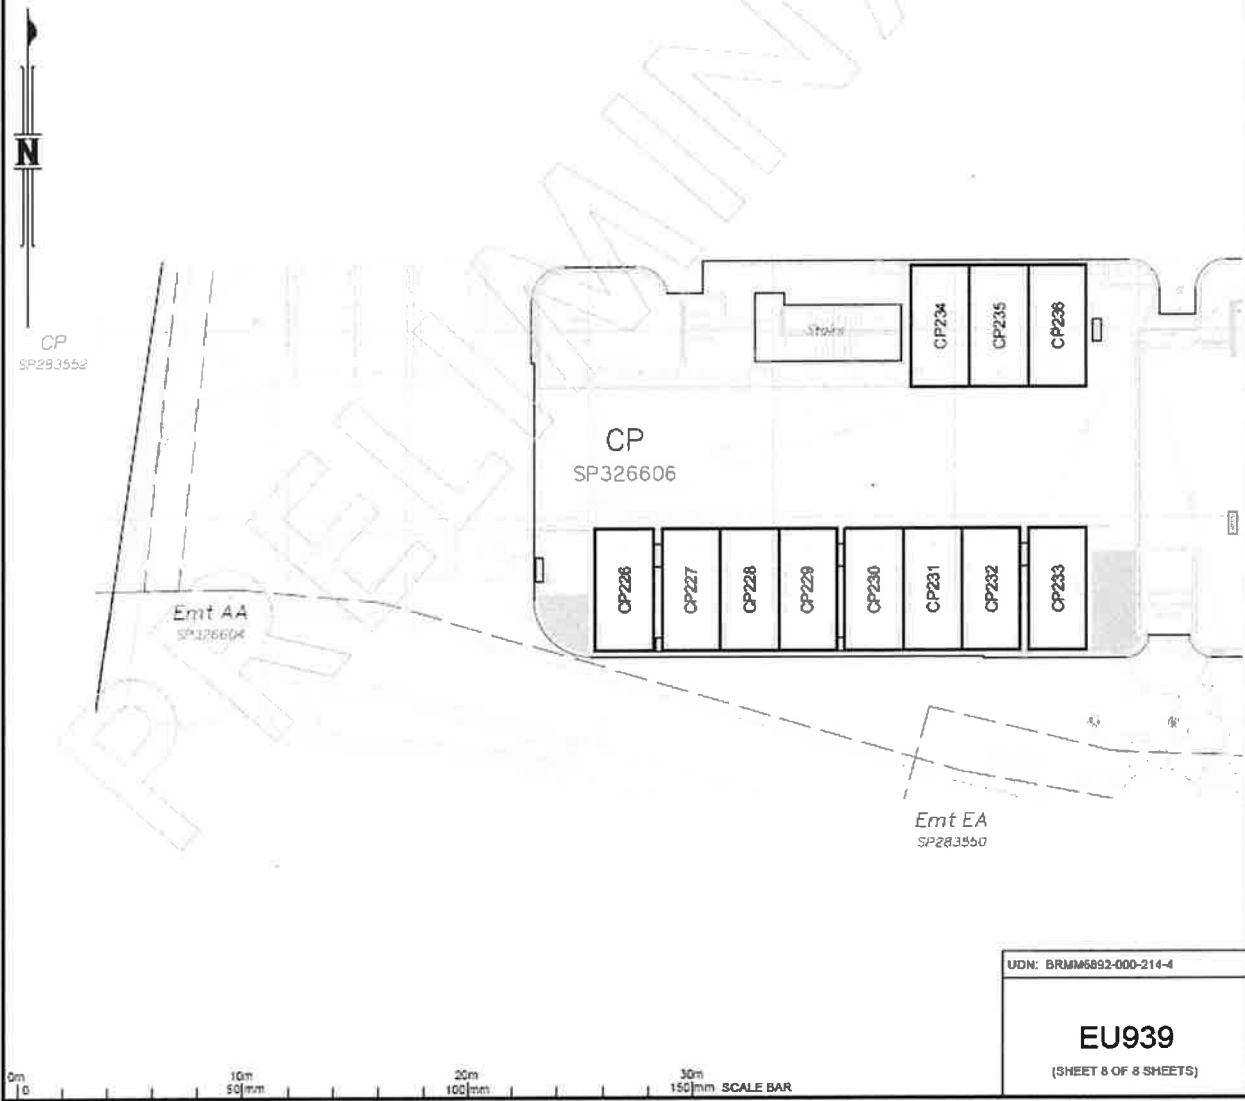 PRELIMIN
N
CP
SP283552
Stairs
CP234
CP235
CP236
CP
SP326606
CP226
CP227
CP228
CP229
CP230
CP231
CP232
CP233
Emt AA
SP326604
Emt EA
SP283550
UDN: BRMM6892-000-214-4
EU939
(SHEET 8 OF 8 SHEETS)
0m 10m 20m 30m
0 50mm 100mm 150mm SCALE BAR